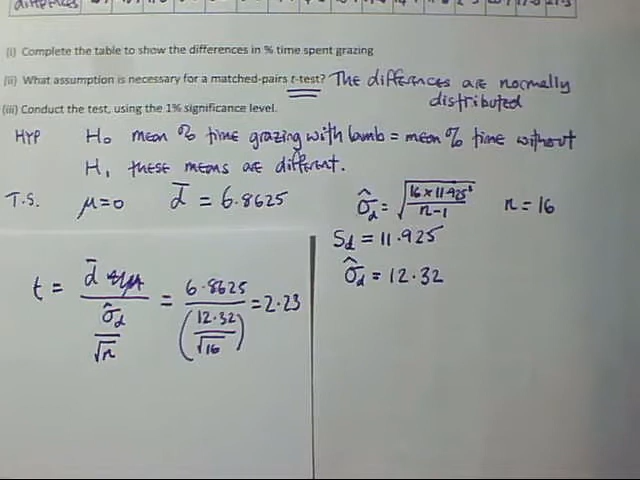 differences
(i) Complete the table to show the differences in % time spent grazing
(ii) What assumption is necessary for a matched-pairs t-test? The differences are normally
distributed
(iii) Conduct the test, using the 1% significance level.
HYP H₀ mean % time grazing with lamb = mean % time without
H₁ these means are different.
T.S. μ=0 d̄ = 6.8625 σ̂d = √(16×11.925²/n-1) n = 16
Sd = 11.925
σ̂d = 12.32
t = d̄ / (σ̂d/√n) = 6.8625 / (12.32/√16) = 2.23